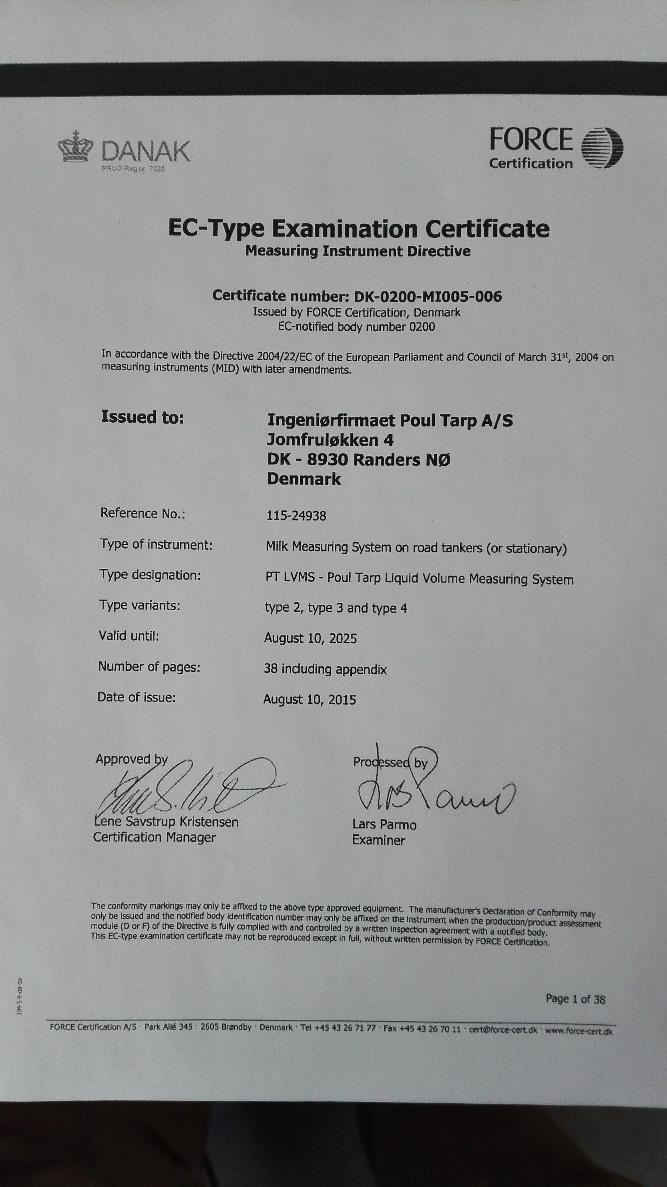 DANAK
PROD Reg.nr. 7025
FORCE
Certification
EC-Type Examination Certificate
Measuring Instrument Directive
Certificate number: DK-0200-MI005-006
Issued by FORCE Certification, Denmark
EC-notified body number 0200
In accordance with the Directive 2004/22/EC of the European Parliament and Council of March 31st, 2004 on
measuring instruments (MID) with later amendments.
Issued to: Ingeniørfirmaet Poul Tarp A/S
Jomfruløkken 4
DK - 8930 Randers NØ
Denmark
Reference No.: 115-24938
Type of instrument: Milk Measuring System on road tankers (or stationary)
Type designation: PT LVMS - Poul Tarp Liquid Volume Measuring System
Type variants: type 2, type 3 and type 4
Valid until: August 10, 2025
Number of pages: 38 including appendix
Date of issue: August 10, 2015
Approved by Processed by
Lene Savstrup Kristensen Lars Parmo
Certification Manager Examiner
The conformity markings may only be affixed to the above type approved equipment. The manufacturer's Declaration of Conformity may
only be issued and the notified body identification number may only be affixed on the instrument when the production/product assessment
module (D or F) of the Directive is fully complied with and controlled by a written inspection agreement with a notified body.
This EC-type examination certificate may not be reproduced except in full, without written permission by FORCE Certification.
Page 1 of 38
FORCE Certification A/S · Park Allé 345 · 2605 Brøndby · Denmark · Tel +45 43 26 71 77 · Fax +45 43 26 70 11 · cert@force-cert.dk · www.force-cert.dk